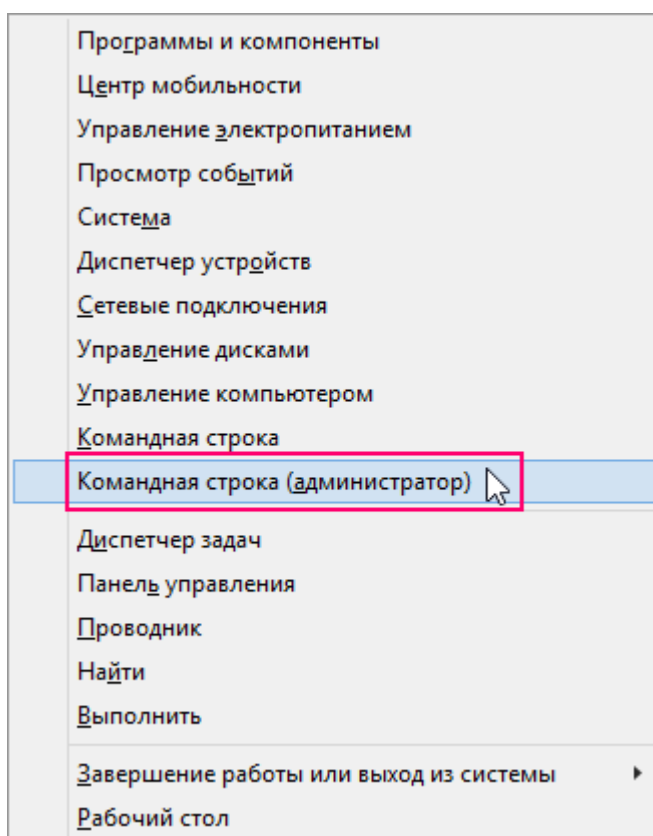 Программы и компоненты
Центр мобильности
Управление электропитанием
Просмотр событий
Система
Диспетчер устройств
Сетевые подключения
Управление дисками
Управление компьютером
Командная строка
Командная строка (администратор)
Диспетчер задач
Панель управления
Проводник
Найти
Выполнить
Завершение работы или выход из системы
Рабочий стол